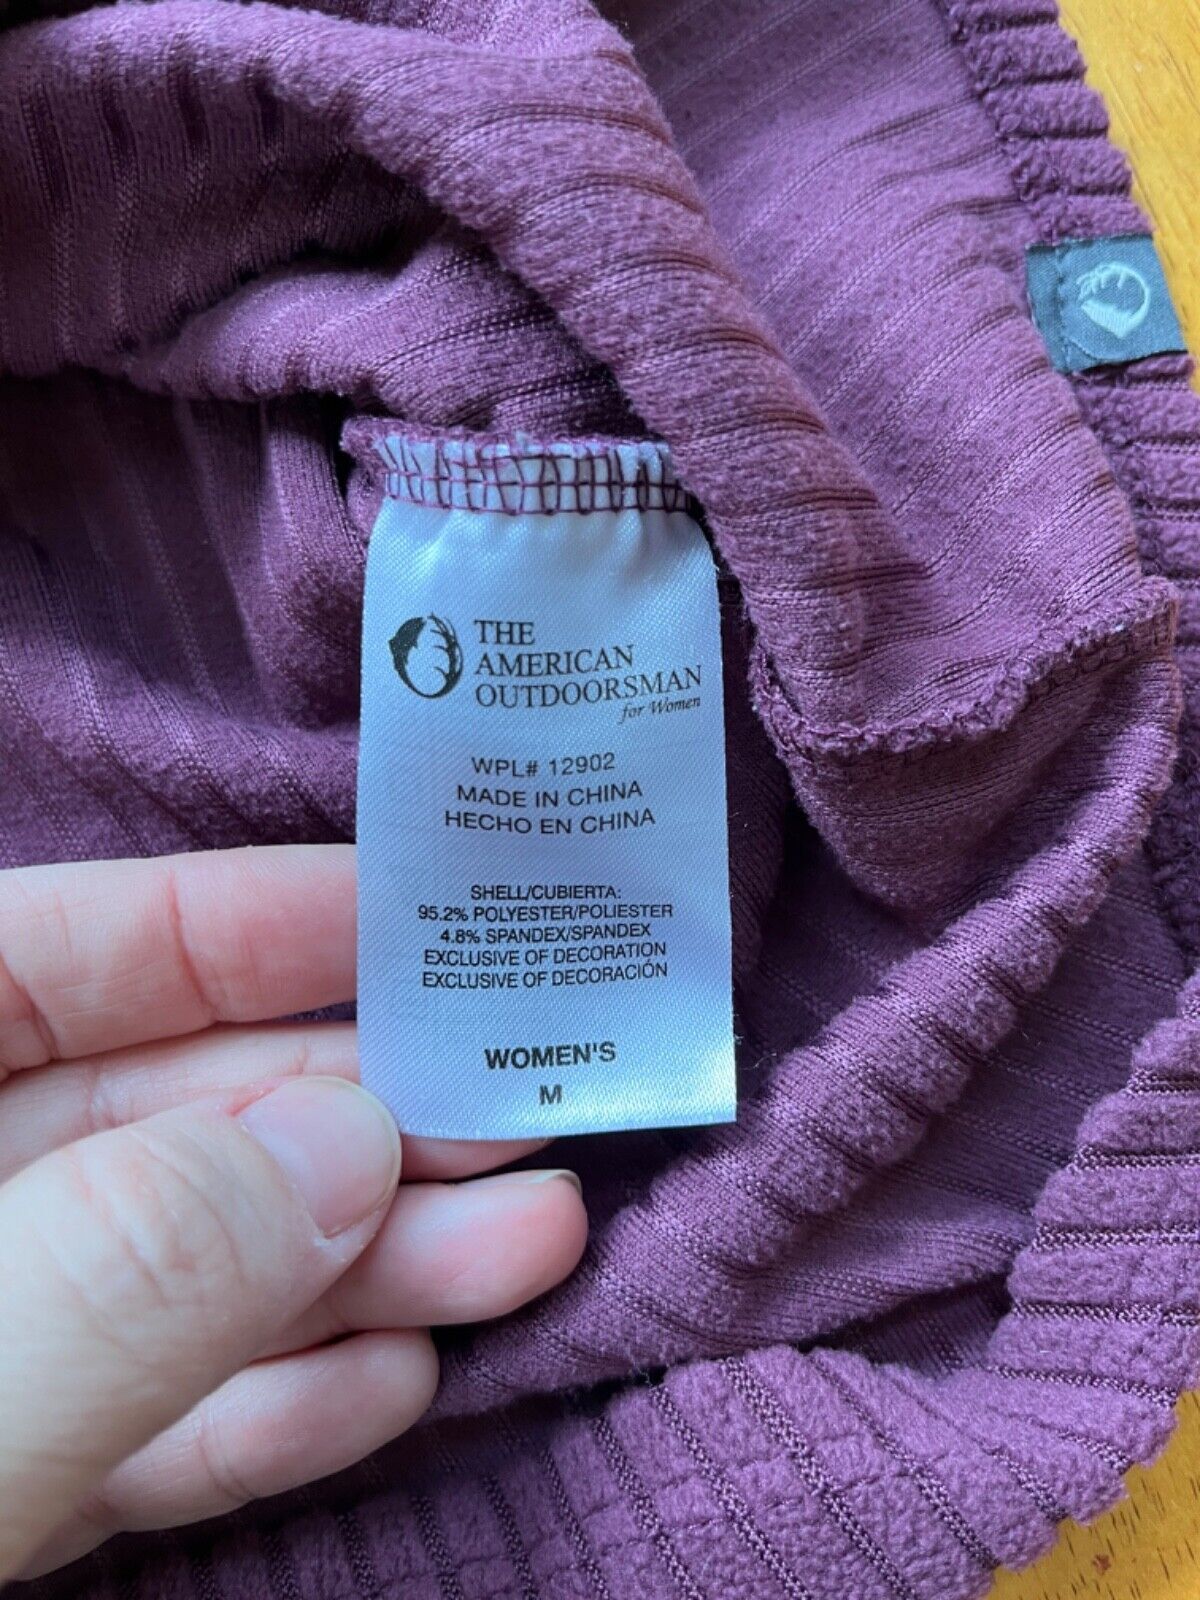 THE
AMERICAN
OUTDOORSMAN
for Women
WPL# 12902
MADE IN CHINA
HECHO EN CHINA
SHELL/CUBIERTA:
95.2% POLYESTER/POLIESTER
4.8% SPANDEX/SPANDEX
EXCLUSIVE OF DECORATION
EXCLUSIVE OF DECORACIÓN
WOMEN'S
M